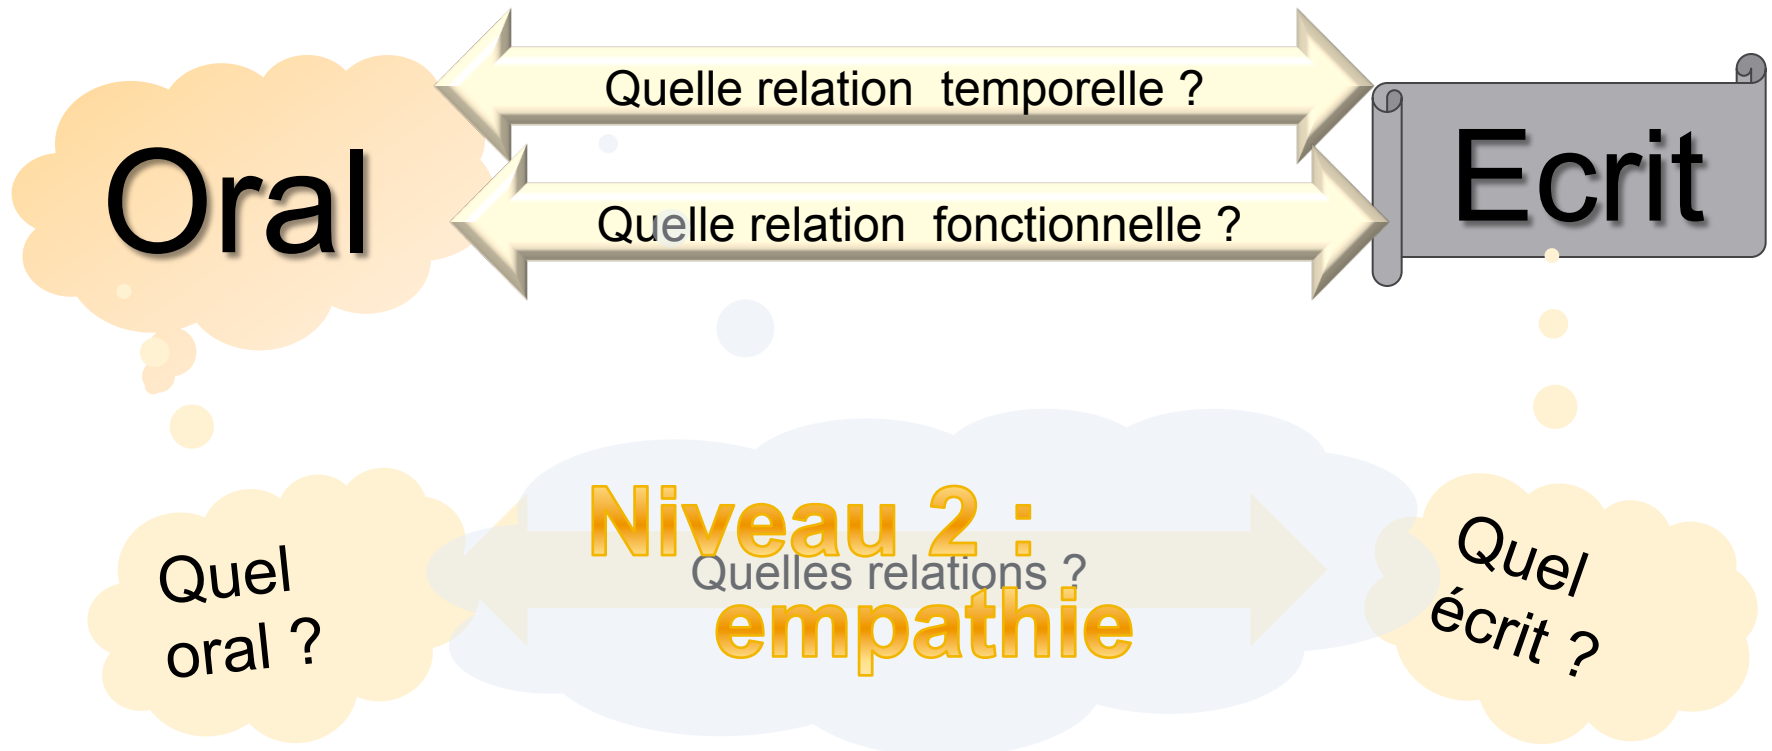 Quelle relation  temporelle ?
Oral
Ecrit
Quelle relation  fonctionnelle ?
Niveau 2 :
Quelles relations ?
empathie
Quel
oral ?
Quel
écrit ?